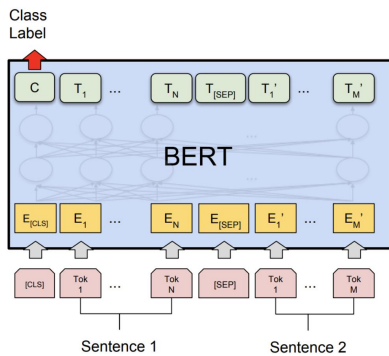 Class
Label
C T1 ... TN T[SEP] T1' ... TM'
...
BERT
...
E[CLS] E1 ... EN E[SEP] E1' ... EM'
[CLS] Tok 1 ... Tok N [SEP] Tok 1 ... Tok M
Sentence 1 Sentence 2